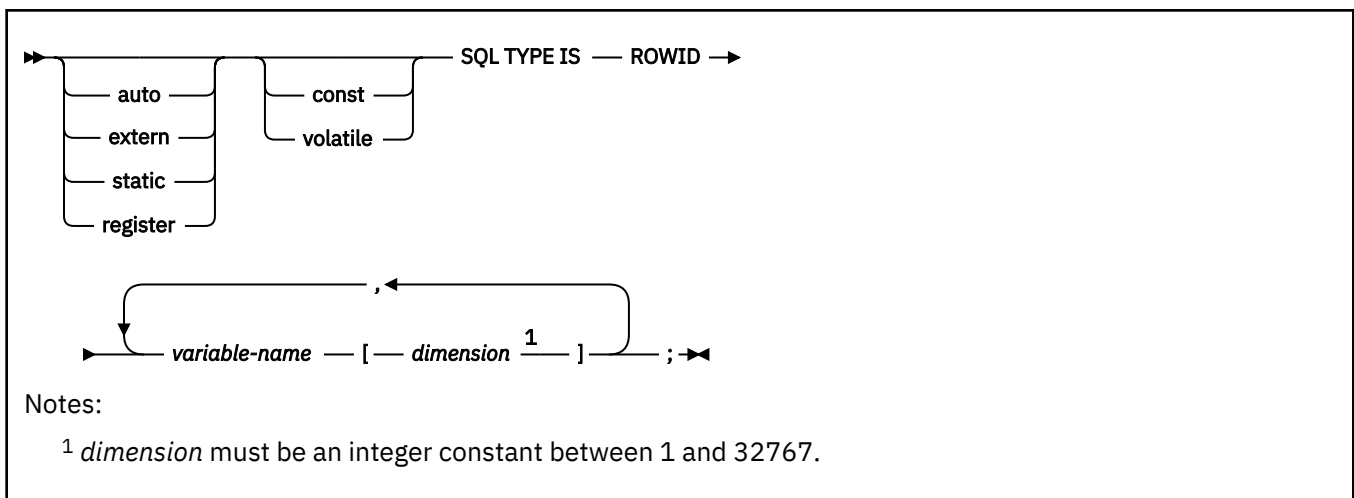 SQL TYPE IS ROWID
auto const
extern volatile
static
register
,
variable-name [ dimension 1 ] ;
Notes:
1 dimension must be an integer constant between 1 and 32767.